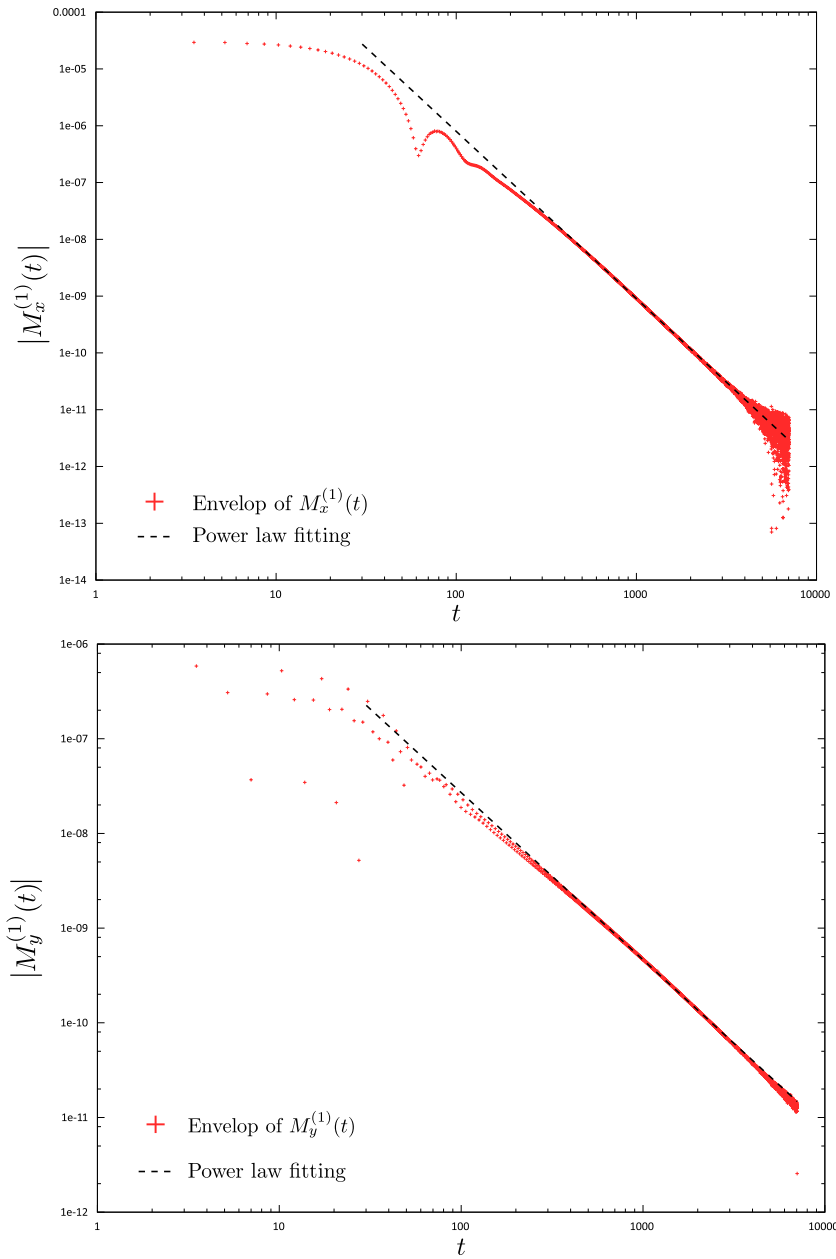 0.0001
1e-05
1e-06
1e-07
1e-08
1e-09
1e-10
1e-11
1e-12
1e-13
1e-14
|M_x^{(1)}(t)|
Envelop of M_x^{(1)}(t)
Power law fitting
1 10 100 1000 10000
t
1e-06
1e-07
1e-08
1e-09
1e-10
1e-11
1e-12
|M_y^{(1)}(t)|
Envelop of M_y^{(1)}(t)
Power law fitting
1 10 100 1000 10000
t